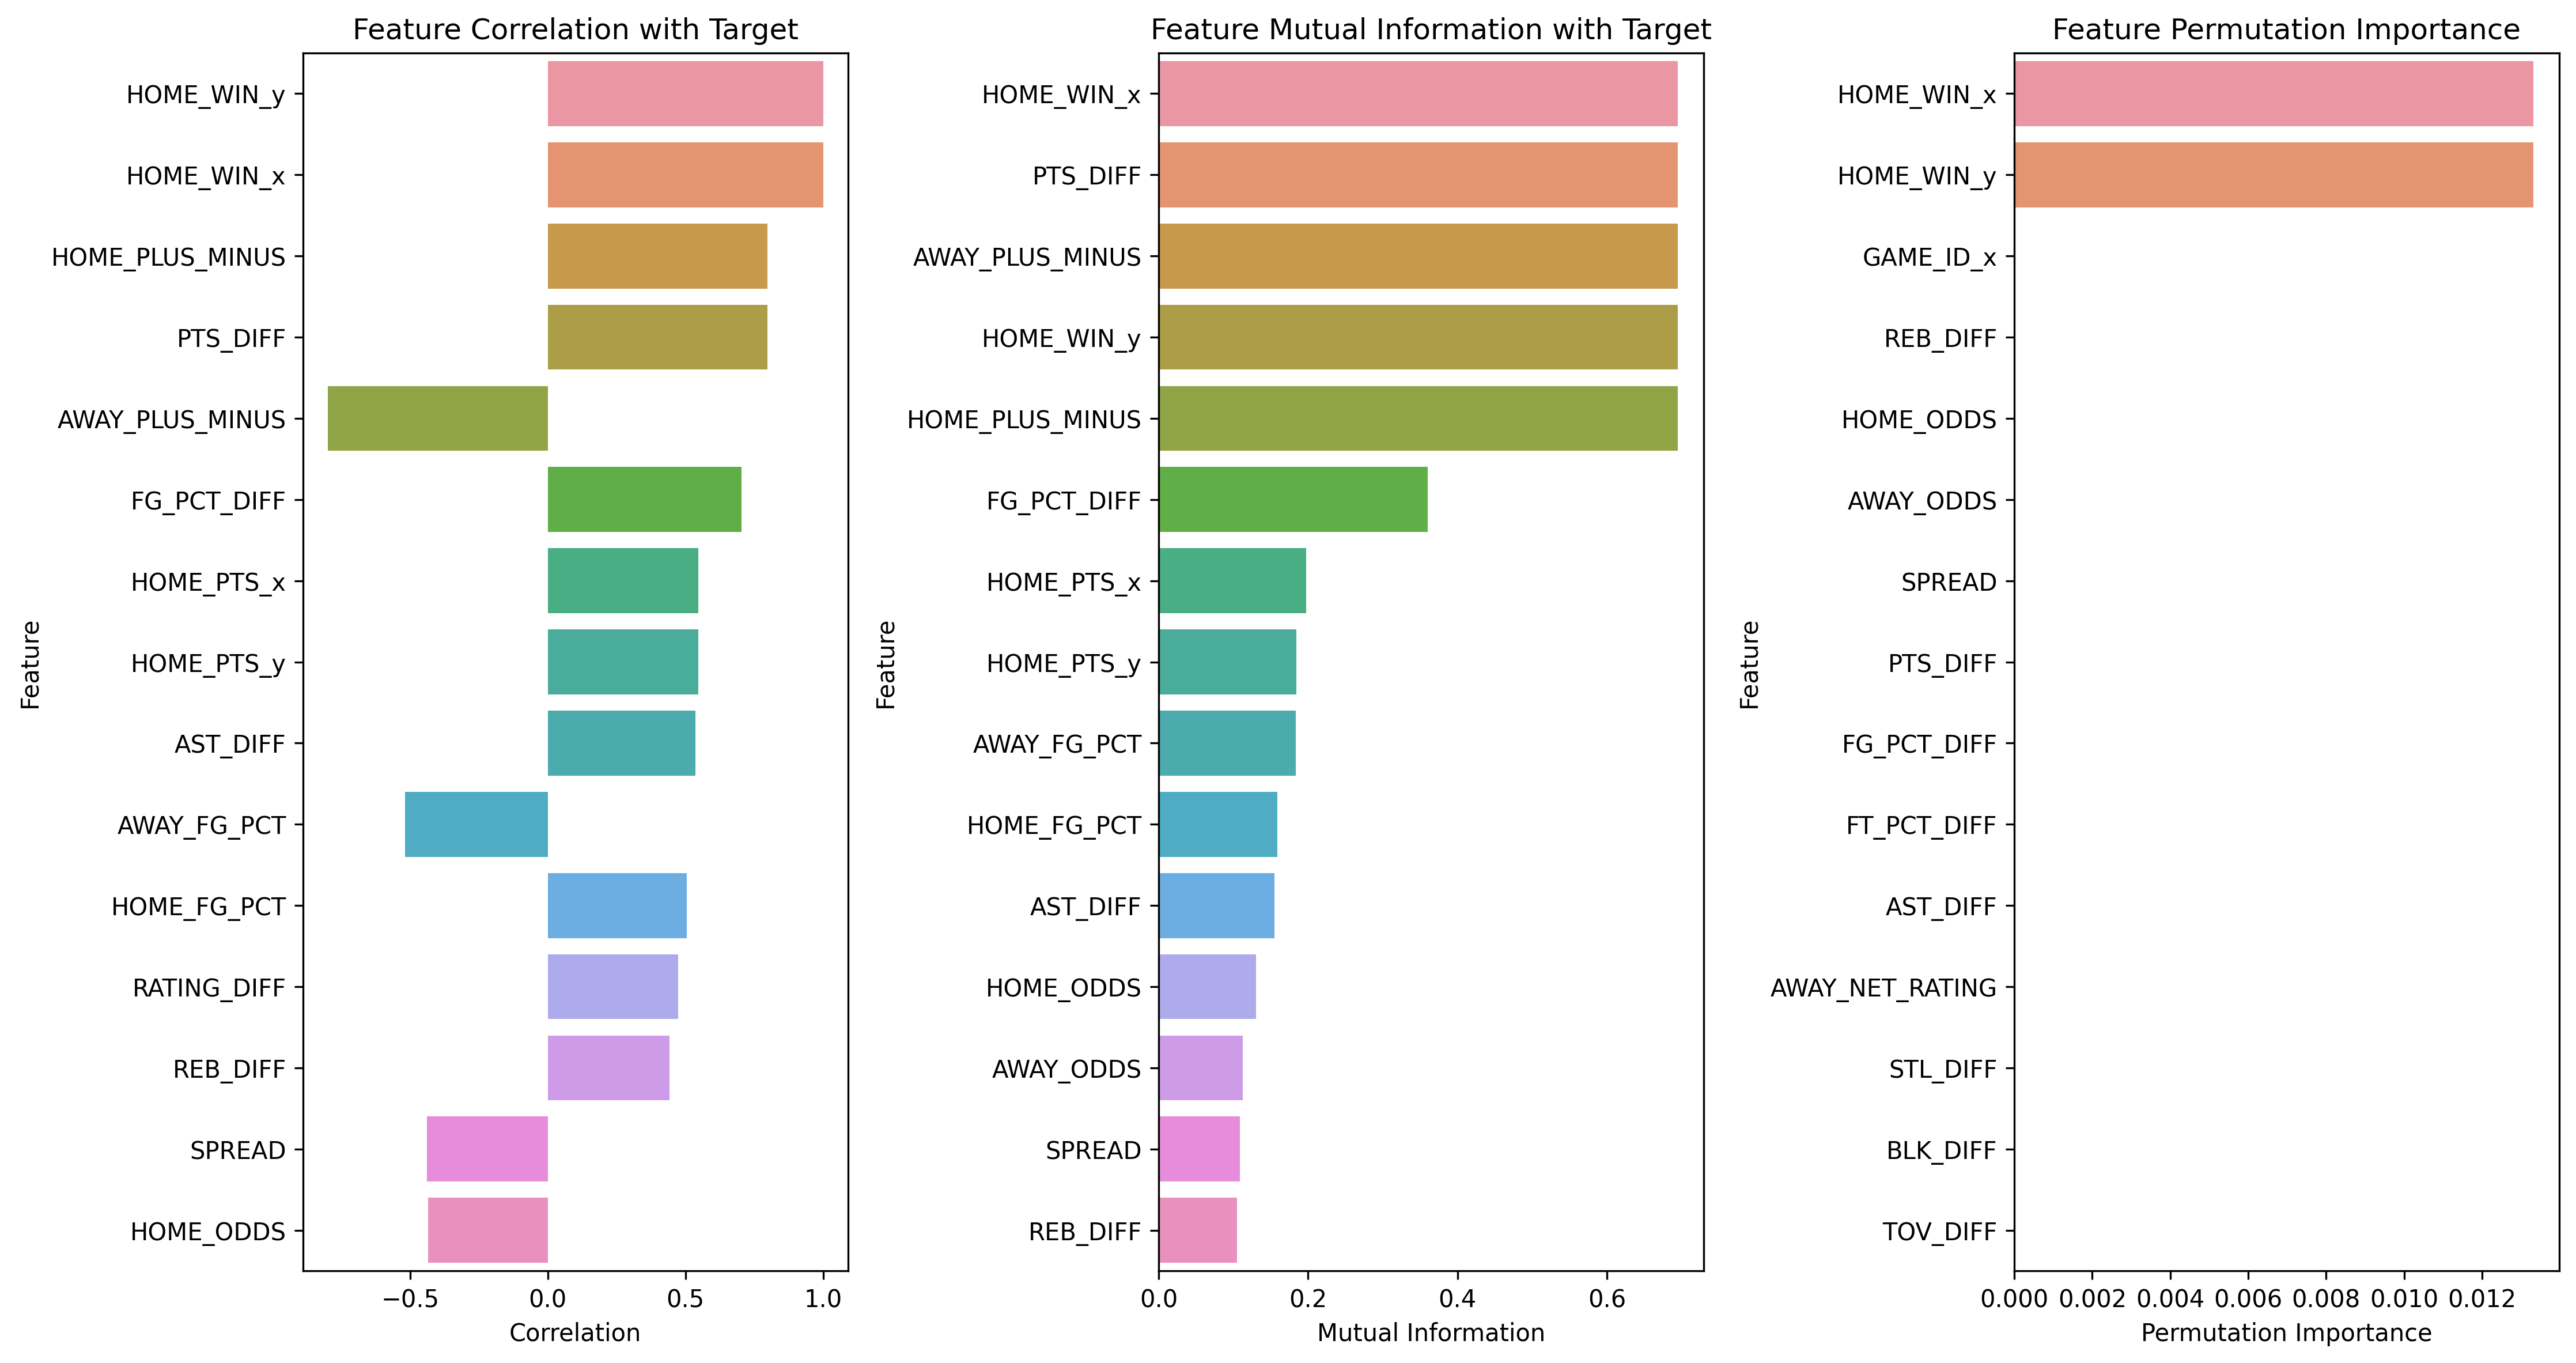 Feature Correlation with Target
HOME_WIN_y
HOME_WIN_x
HOME_PLUS_MINUS
PTS_DIFF
AWAY_PLUS_MINUS
FG_PCT_DIFF
HOME_PTS_x
HOME_PTS_y
AST_DIFF
AWAY_FG_PCT
HOME_FG_PCT
RATING_DIFF
REB_DIFF
SPREAD
HOME_ODDS
Feature
−0.5 0.0 0.5 1.0
Correlation
Feature Mutual Information with Target
HOME_WIN_x
PTS_DIFF
AWAY_PLUS_MINUS
HOME_WIN_y
HOME_PLUS_MINUS
FG_PCT_DIFF
HOME_PTS_x
HOME_PTS_y
AWAY_FG_PCT
HOME_FG_PCT
AST_DIFF
HOME_ODDS
AWAY_ODDS
SPREAD
REB_DIFF
Feature
0.0 0.2 0.4 0.6
Mutual Information
Feature Permutation Importance
HOME_WIN_x
HOME_WIN_y
GAME_ID_x
REB_DIFF
HOME_ODDS
AWAY_ODDS
SPREAD
PTS_DIFF
FG_PCT_DIFF
FT_PCT_DIFF
AST_DIFF
AWAY_NET_RATING
STL_DIFF
BLK_DIFF
TOV_DIFF
Feature
0.000 0.002 0.004 0.006 0.008 0.010 0.012
Permutation Importance